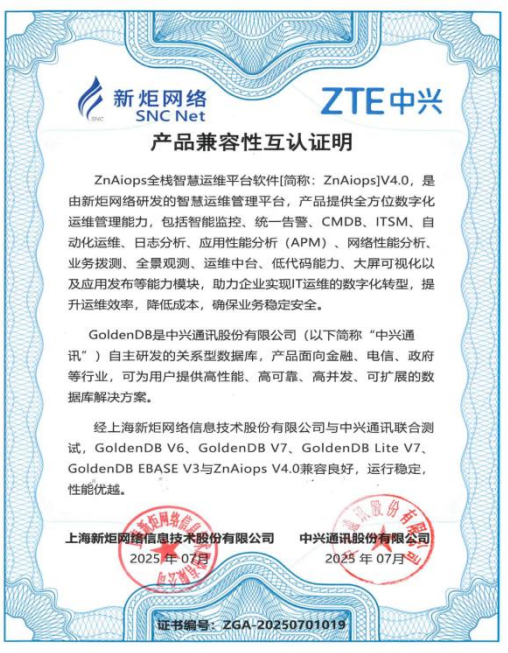 新炬网络
SNC Net
SNC
ZTE中兴
产品兼容性互认证明
ZnAiops全栈智慧运维平台软件[简称：ZnAiops]V4.0，是
由新炬网络研发的智慧运维管理平台，产品提供全方位数字化
运维管理能力，包括智能监控、统一告警、CMDB、ITSM、自
动化运维、日志分析、应用性能分析（APM）、网络性能分析、
业务拨测、全景观测、运维中台、低代码能力、大屏可视化以
及应用发布等能力模块，助力企业实现IT运维的数字化转型，提
升运维效率，降低成本，确保业务稳定安全。
GoldenDB是中兴通讯股份有限公司（以下简称“中兴通
讯”）自主研发的关系型数据库，产品面向金融、电信、政府
等行业，可为用户提供高性能、高可靠、高并发、可扩展的数
据库解决方案。
经上海新炬网络信息技术股份有限公司与中兴通讯联合测
试，GoldenDB V6、GoldenDB V7、GoldenDB Lite V7、
GoldenDB EBASE V3与ZnAiops V4.0兼容良好，运行稳定，
性能优越。
上海新炬网络信息技术股份有限公司
2025 年 07月
中兴通讯股份有限公司
2025 年 07月
证书编号：ZGA-20250701019